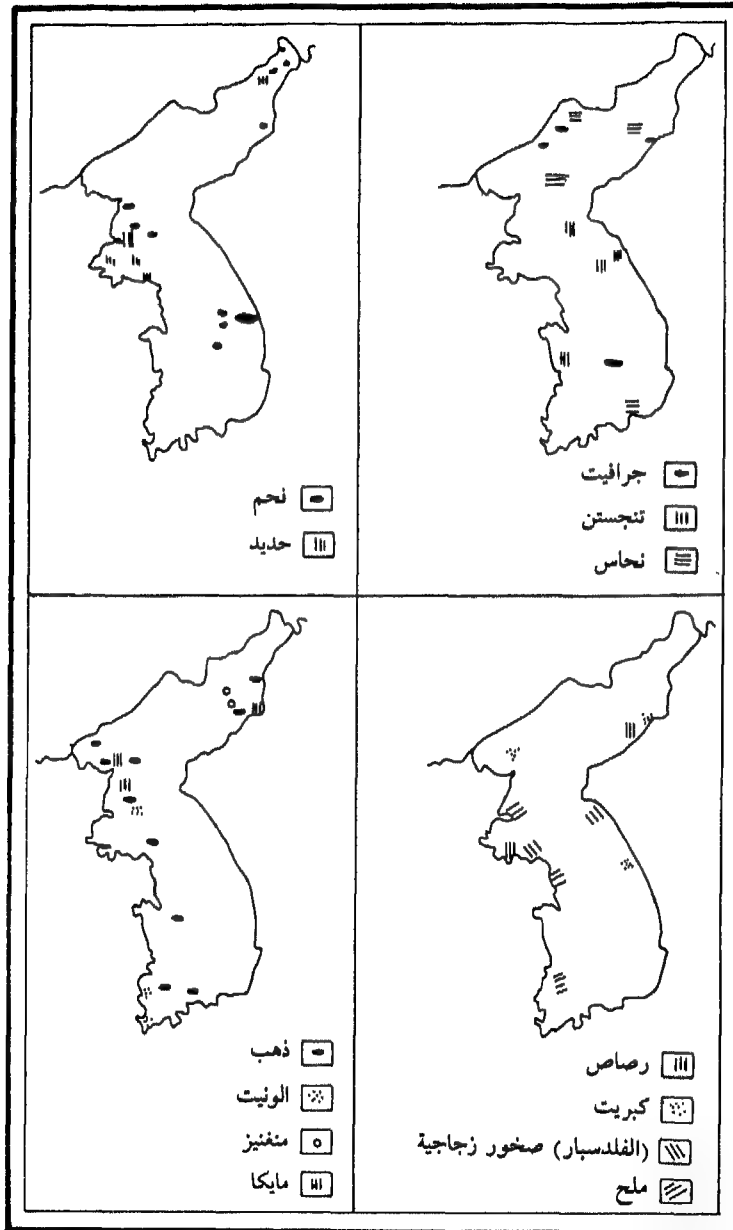 جرافيت
تنجستن
نحاس
فحم
حديد
رصاص
كبريت
(الفلدسبار) صخور زجاجية
ملح
ذهب
الونيت
منغنيز
مايكا